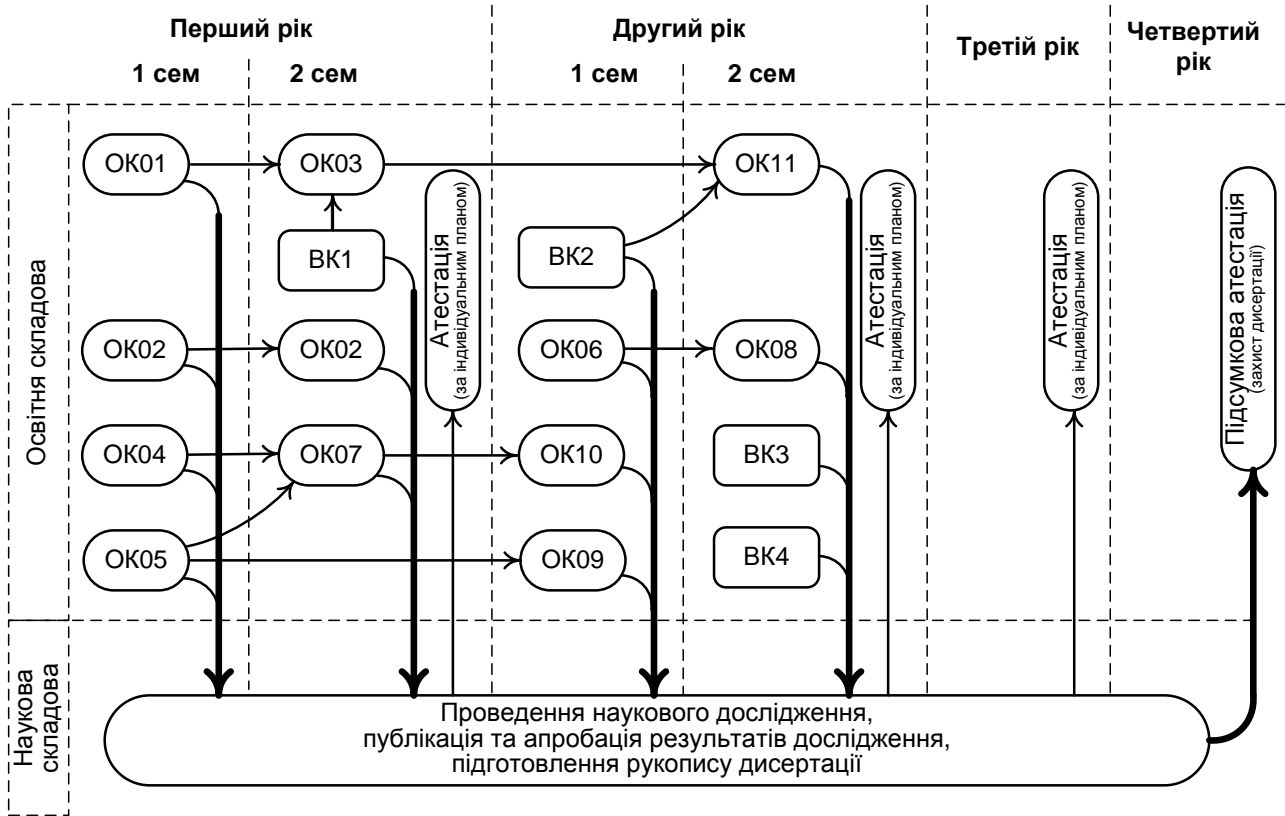 Перший рік
Другий рік
Третій рік
Четвертий
рік
1 сем
2 сем
1 сем
2 сем
Освітня складова
ОК01
ОК03
ОК11
ВК1
ВК2
ОК02
ОК02
ОК06
ОК08
ОК04
ОК07
ОК10
ВК3
ОК05
ОК09
ВК4
Атестація
(за індивідуальним планом)
Атестація
(за індивідуальним планом)
Атестація
(за індивідуальним планом)
Підсумкова атестація
(захист дисертації)
Наукова
складова
Проведення наукового дослідження,
публікація та апробація результатів дослідження,
підготовлення рукопису дисертації